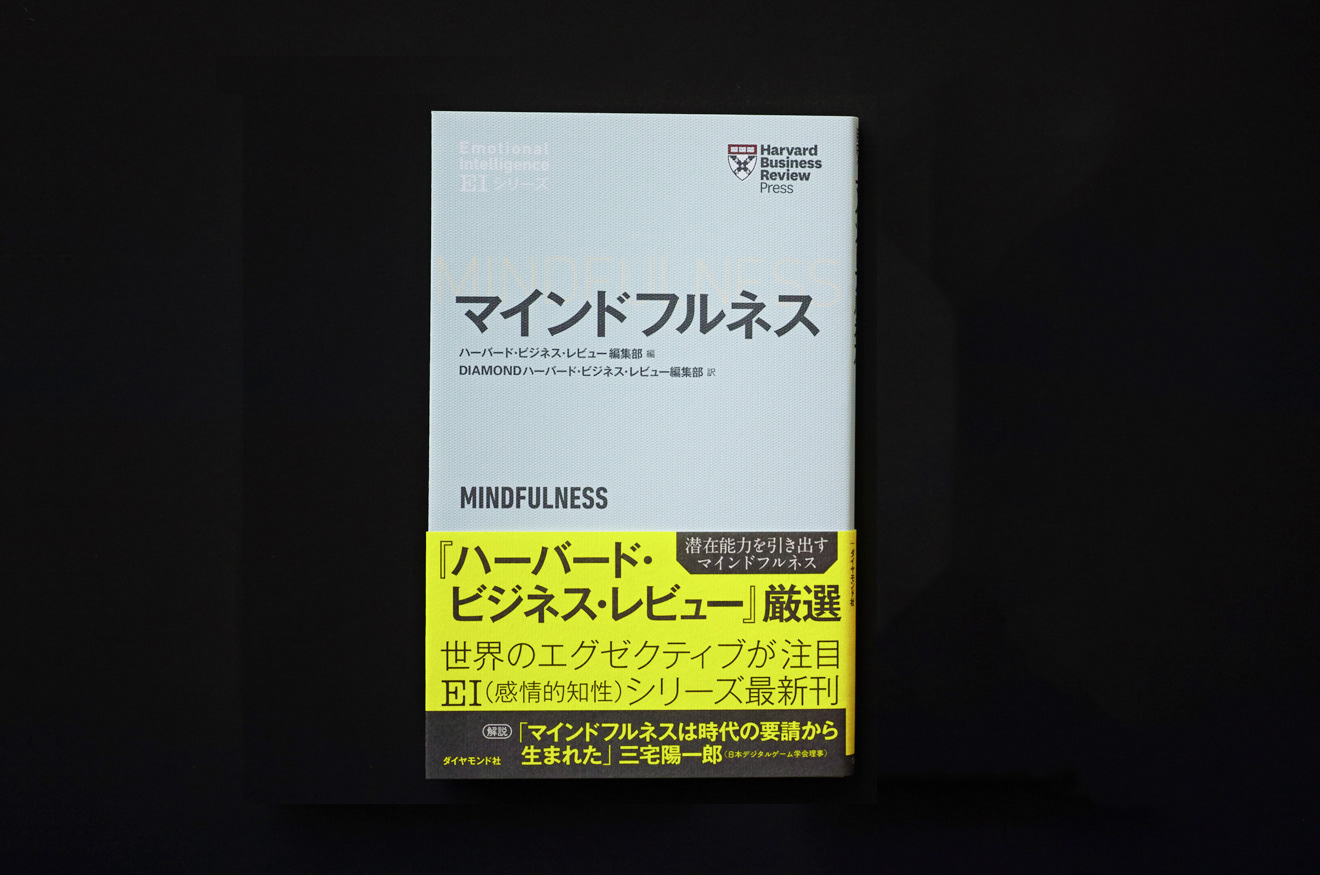 Emotional
Intelligence
EIシリーズ
Harvard
Business
Review
Press
MINDFULNESS
マインドフルネス
ハーバード・ビジネス・レビュー編集部 編
DIAMONDハーバード・ビジネス・レビュー編集部 訳
MINDFULNESS
潜在能力を引き出す
マインドフルネス
『ハーバード・
ビジネス・レビュー』厳選
世界のエグゼクティブが注目
EI（感情的知性）シリーズ最新刊
解説「マインドフルネスは時代の要請から
生まれた」三宅陽一郎（日本デジタルゲーム学会理事）
ダイヤモンド社
ダイヤモンド社